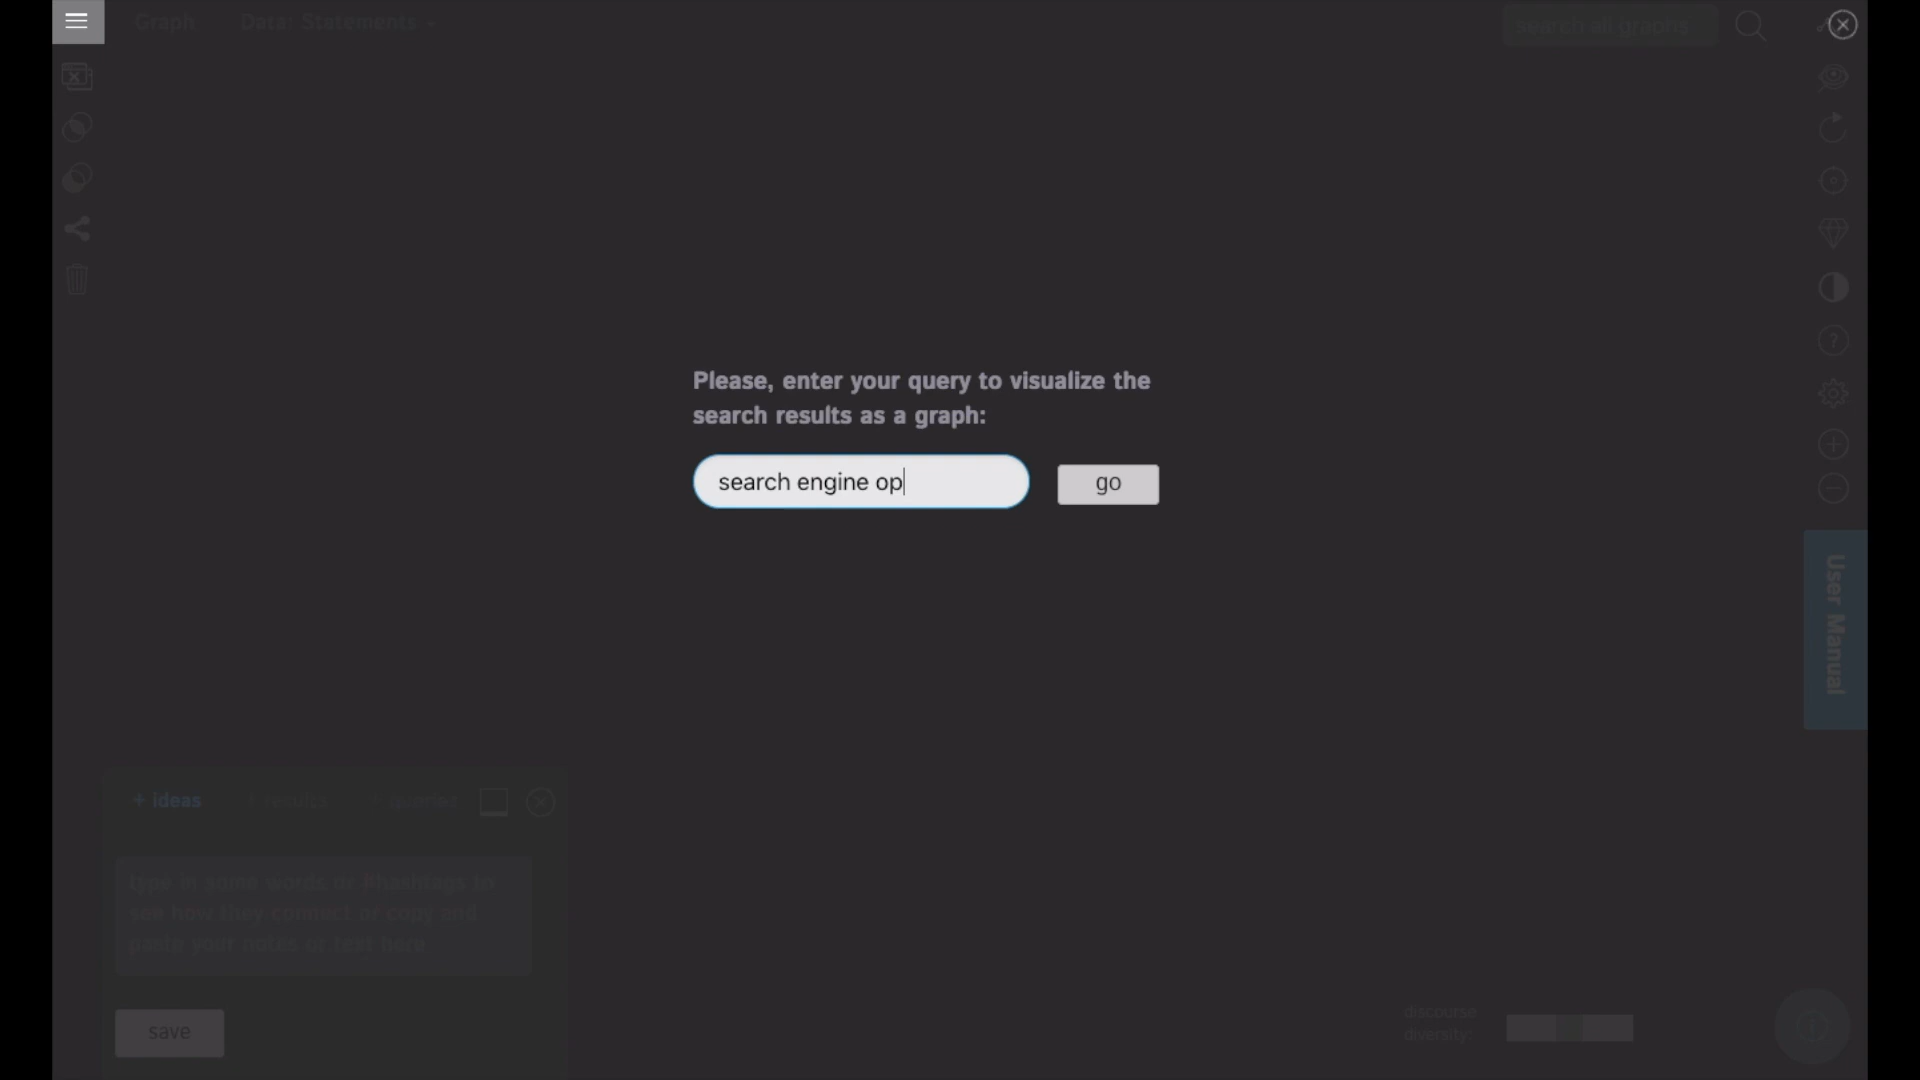 Graph Data: Statements
search all graphs
Please, enter your query to visualize the
search results as a graph:
search engine op
go
User Manual
+ ideas + results + queries
type in some words or #hashtags to
see how they connect or copy and
paste your notes or text here
save
discourse
diversity: